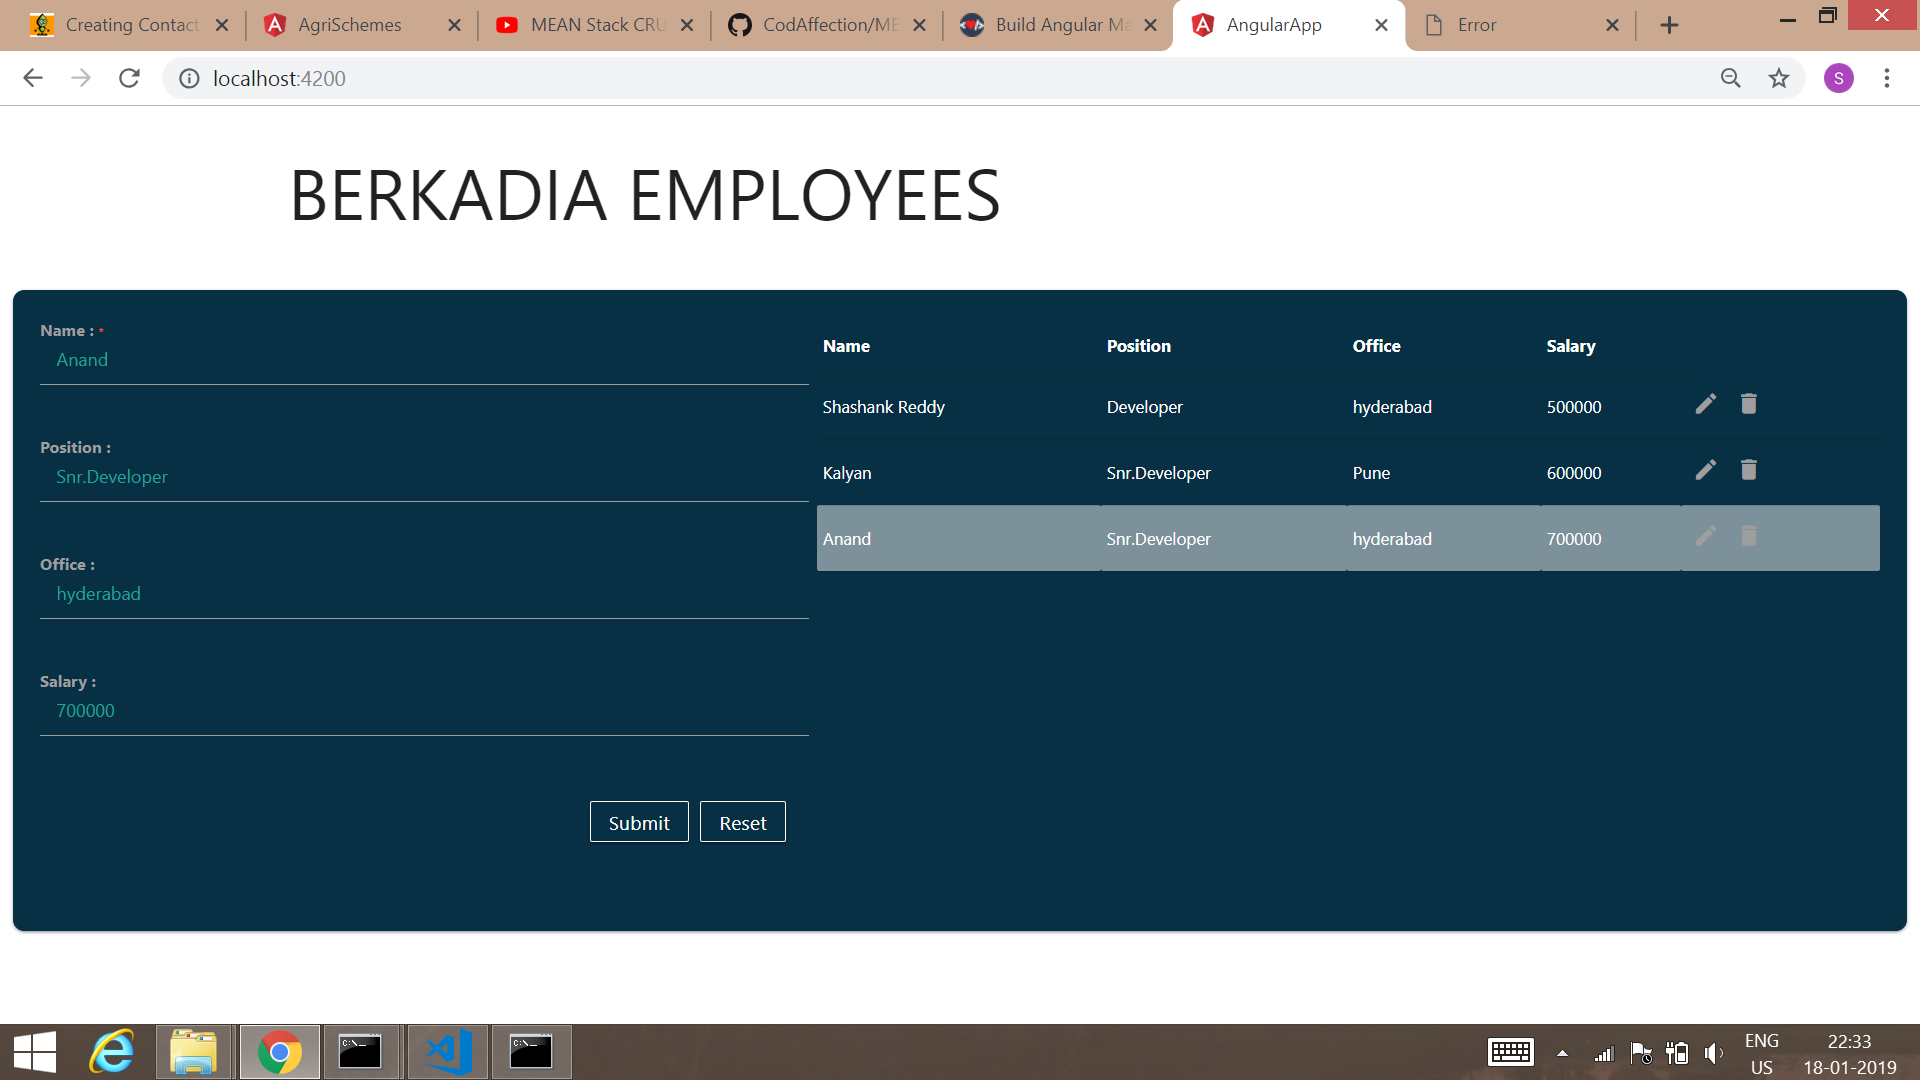 Creating Contact
AgriSchemes
MEAN Stack CRU
CodAffection/ME
Build Angular Ma
AngularApp
Error
localhost:4200
S
BERKADIA EMPLOYEES
Name : *
Anand
Position :
Snr.Developer
Office :
hyderabad
Salary :
700000
Submit Reset
Name Position Office Salary
Shashank Reddy Developer hyderabad 500000
Kalyan Snr.Developer Pune 600000
Anand Snr.Developer hyderabad 700000
ENG
US
22:33
18-01-2019